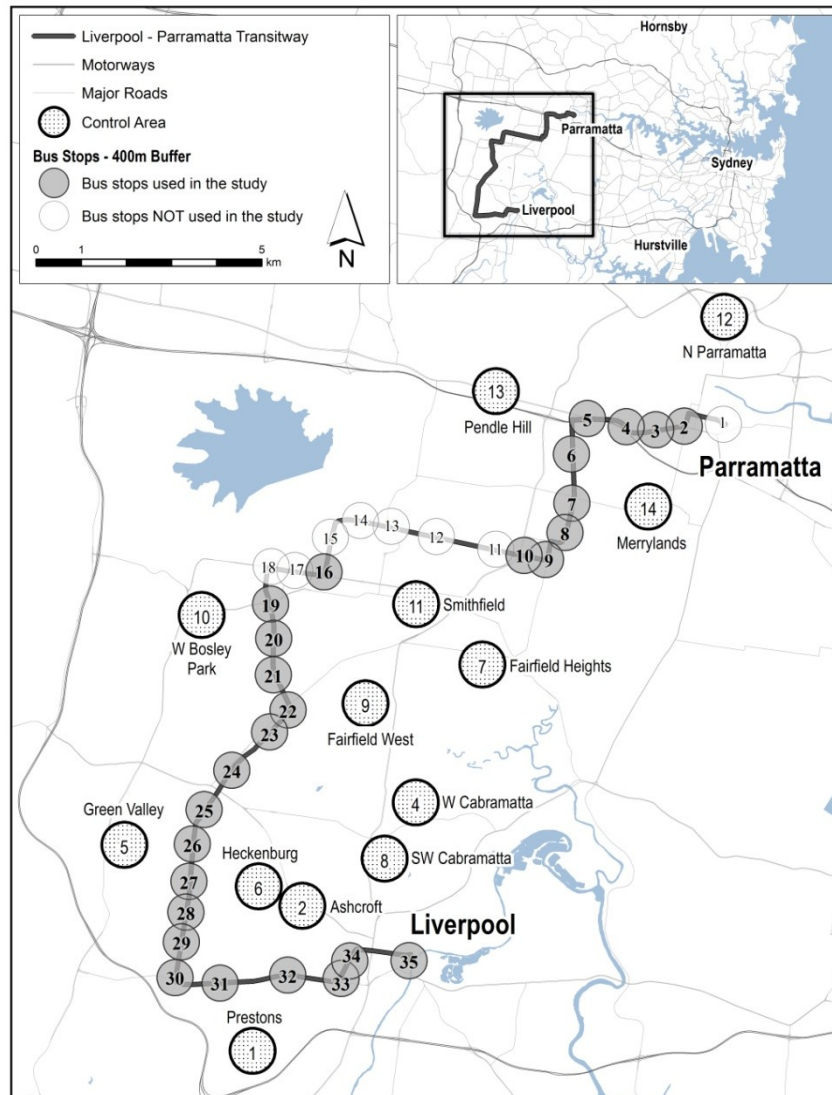 Liverpool - Parramatta Transitway
Motorways
Major Roads
Control Area
Bus Stops - 400m Buffer
Bus stops used in the study
Bus stops NOT used in the study
0 1 5
km
N
Hornsby
Parramatta
Sydney
Liverpool
Hurstville
12
N Parramatta
13
Pendle Hill
5
4
3
2
1
Parramatta
6
7
14
Merrylands
8
9
10
11
12
13
14
15
16
17
18
11
Smithfield
10
W Bosley
Park
19
20
21
22
23
7
Fairfield Heights
9
Fairfield West
24
25
4
W Cabramatta
Green Valley
5
26
Heckenburg
6
8
SW Cabramatta
2
Ashcroft
27
28
29
30
31
32
33
34
35
Liverpool
Prestons
1